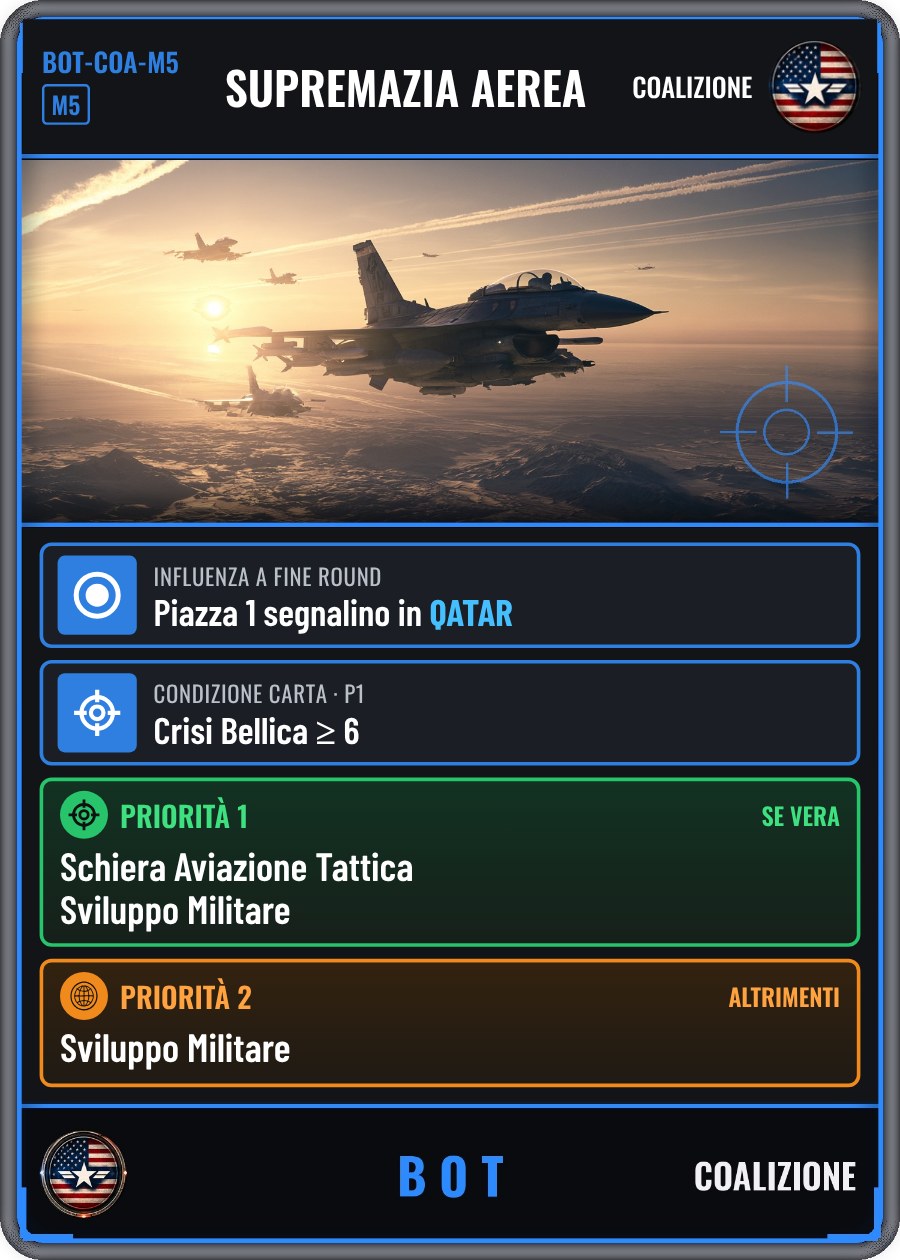 BOT-COA-M5
M5
SUPREMAZIA AEREA
COALIZIONE
INFLUENZA A FINE ROUND
Piazza 1 segnalino in QATAR
CONDIZIONE CARTA · P1
Crisi Bellica ≥ 6
PRIORITÀ 1
SE VERA
Schiera Aviazione Tattica
Sviluppo Militare
PRIORITÀ 2
ALTRIMENTI
Sviluppo Militare
BOT
COALIZIONE